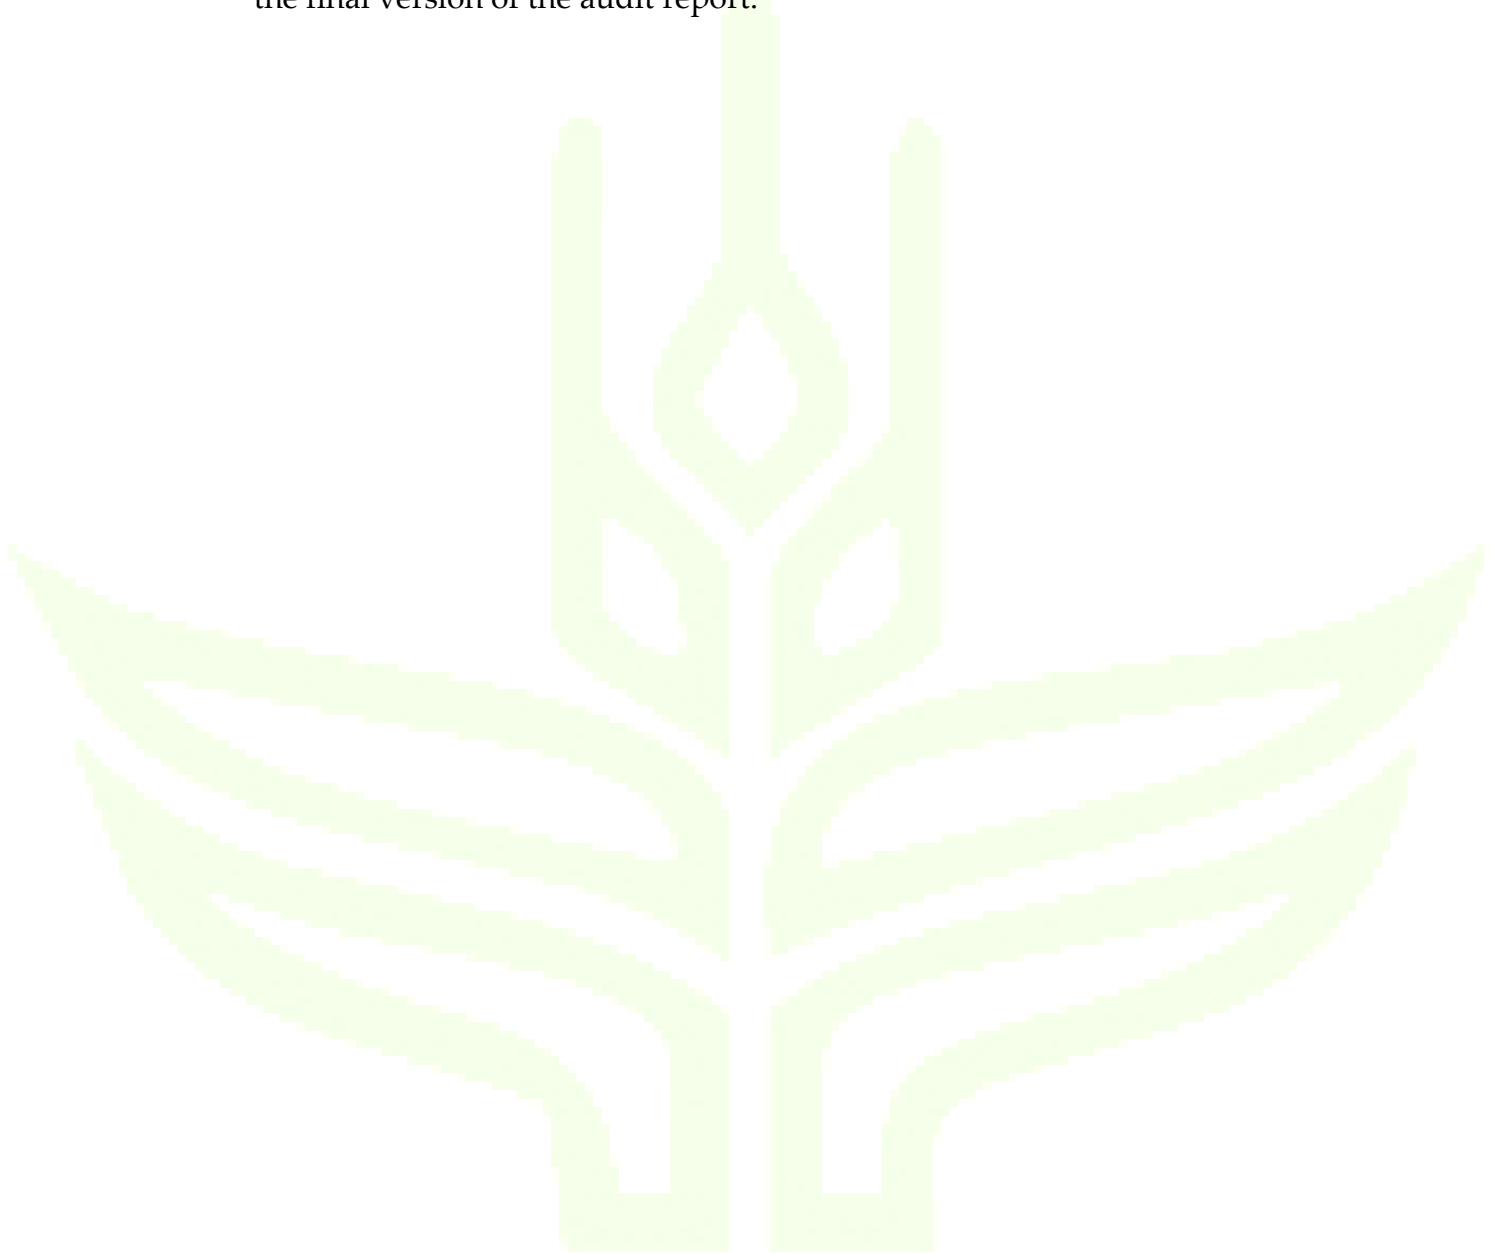 the final version of the audit report.